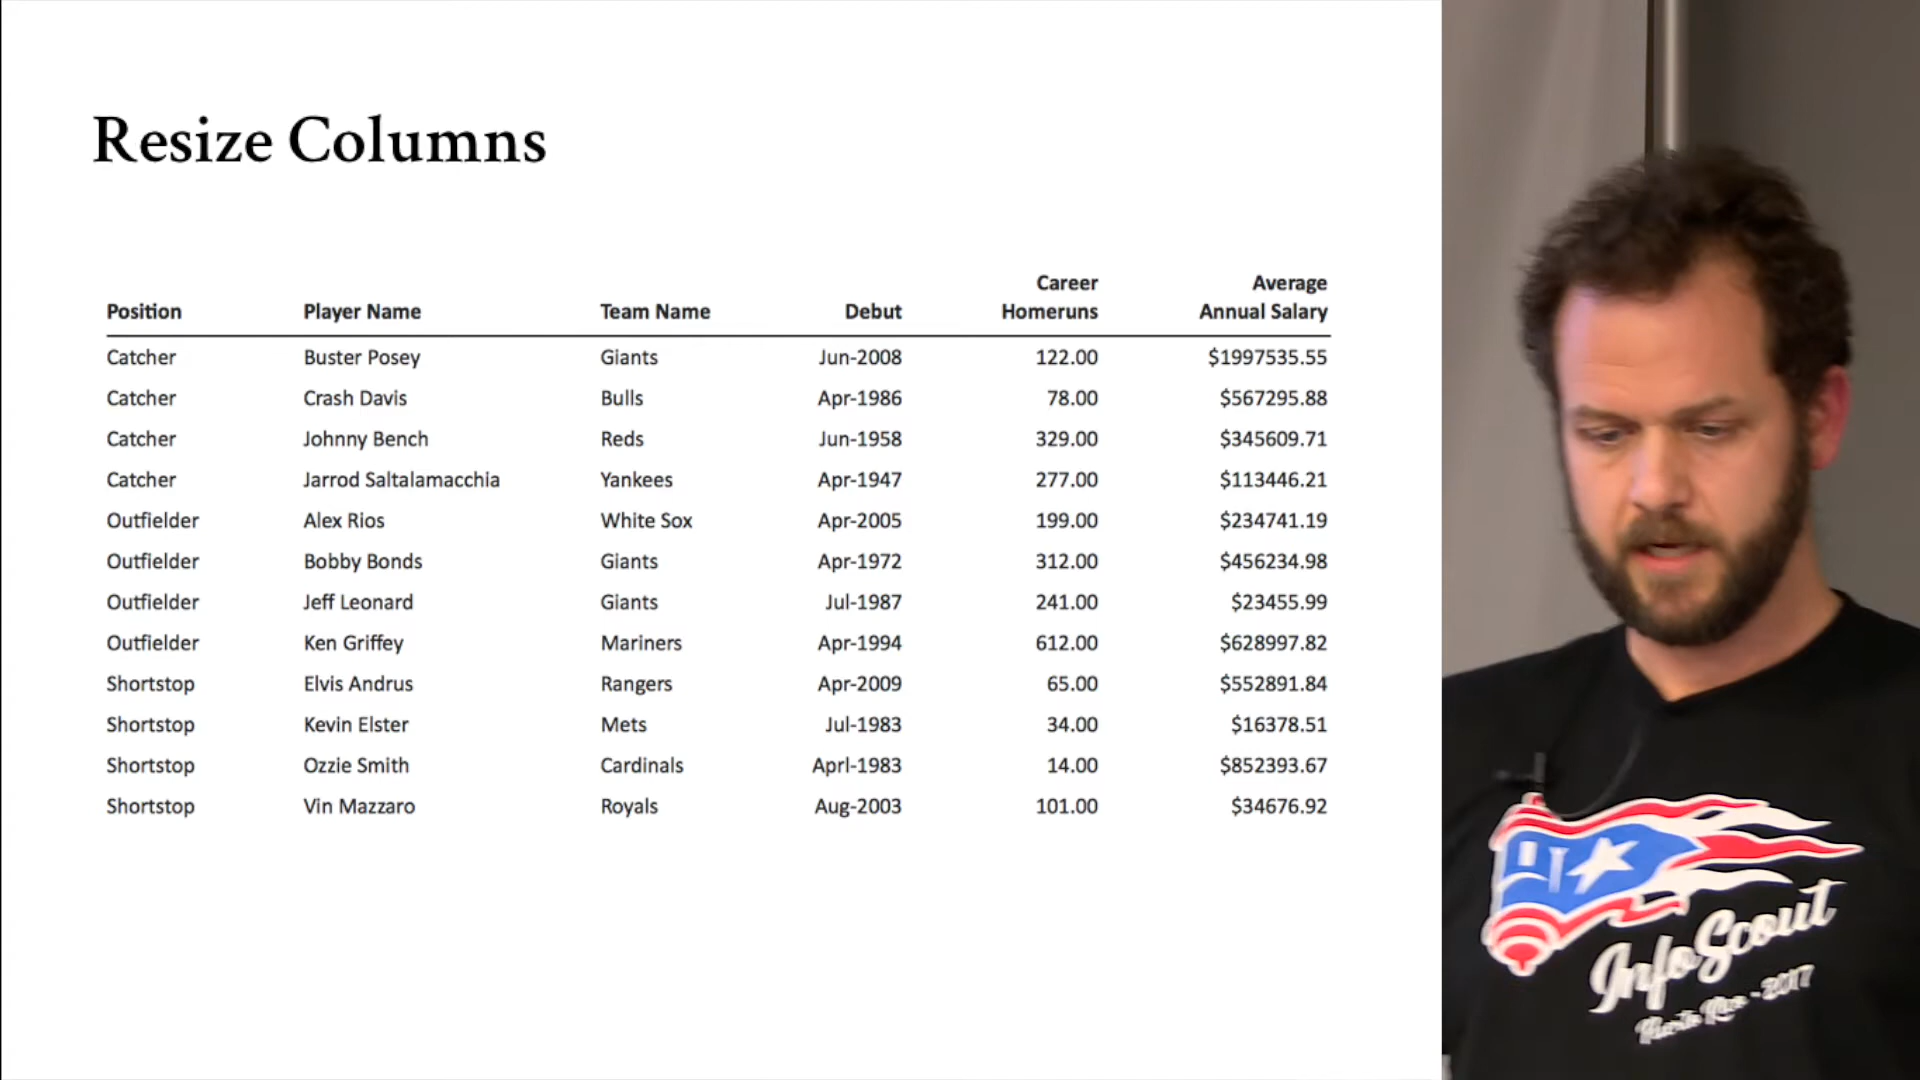 Resize Columns
Career Average
Position Player Name Team Name Debut Homeruns Annual Salary
Catcher Buster Posey Giants Jun-2008 122.00 $1997535.55
Catcher Crash Davis Bulls Apr-1986 78.00 $567295.88
Catcher Johnny Bench Reds Jun-1958 329.00 $345609.71
Catcher Jarrod Saltalamacchia Yankees Apr-1947 277.00 $113446.21
Outfielder Alex Rios White Sox Apr-2005 199.00 $234741.19
Outfielder Bobby Bonds Giants Apr-1972 312.00 $456234.98
Outfielder Jeff Leonard Giants Jul-1987 241.00 $23455.99
Outfielder Ken Griffey Mariners Apr-1994 612.00 $628997.82
Shortstop Elvis Andrus Rangers Apr-2009 65.00 $552891.84
Shortstop Kevin Elster Mets Jul-1983 34.00 $16378.51
Shortstop Ozzie Smith Cardinals Aprl-1983 14.00 $852393.67
Shortstop Vin Mazzaro Royals Aug-2003 101.00 $34676.92
InfoScout
Puerto Rico - 2017